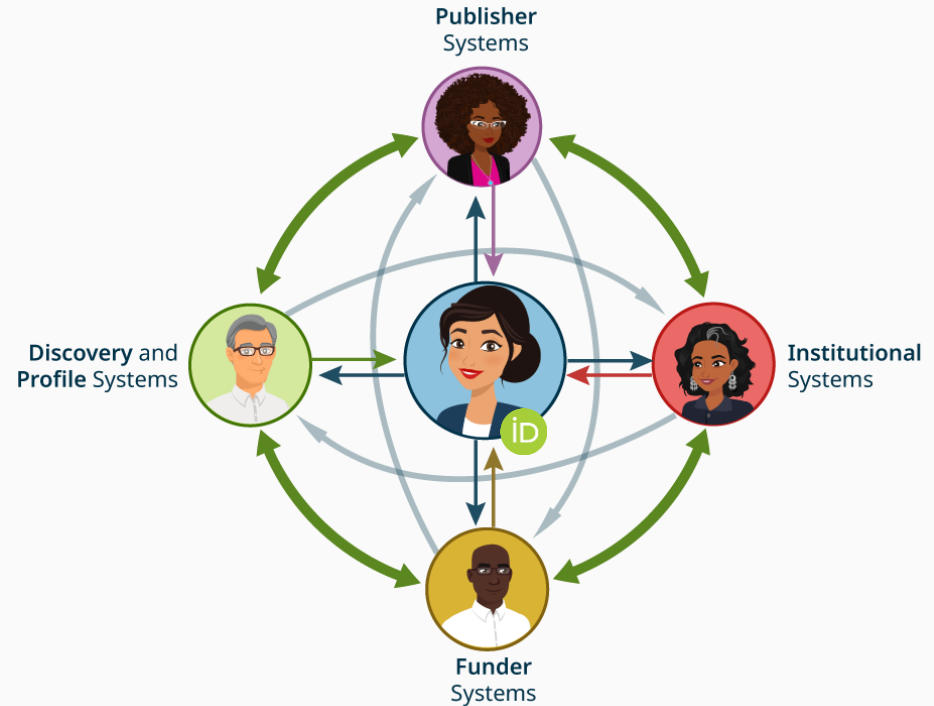 Publisher
Systems
Discovery and
Profile Systems
Institutional
Systems
iD
Funder
Systems